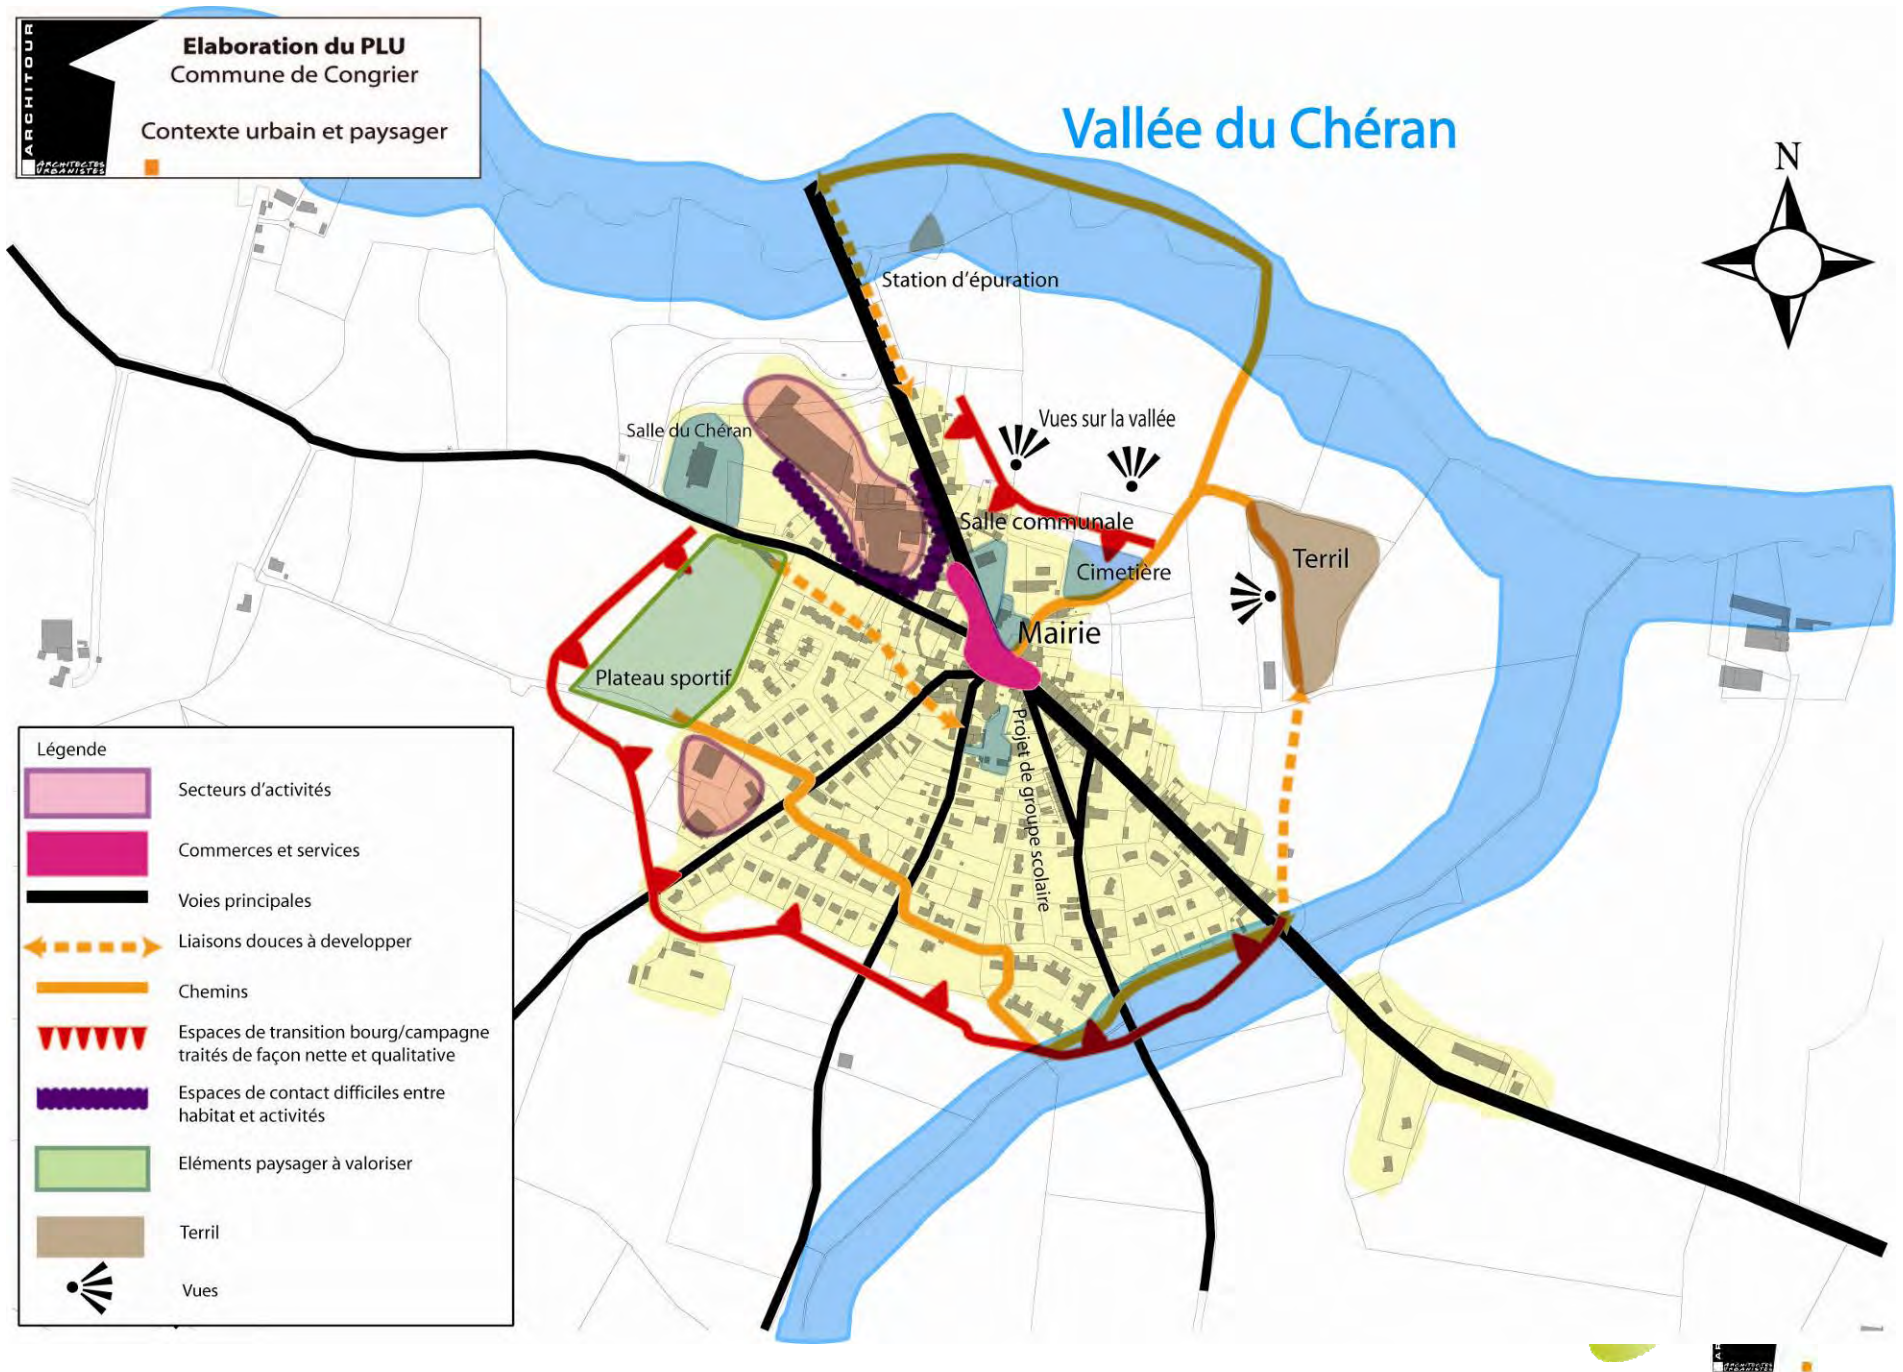 ARCHITOUR
ARCHITECTES
URBANISTES
Elaboration du PLU
Commune de Congrier
Contexte urbain et paysager
Vallée du Chéran
N
Station d'épuration
Vues sur la vallée
Salle du Chéran
Salle communale
Cimetière
Terril
Mairie
Plateau sportif
Projet de groupe scolaire
Légende
Secteurs d'activités
Commerces et services
Voies principales
Liaisons douces à developper
Chemins
Espaces de transition bourg/campagne
traités de façon nette et qualitative
Espaces de contact difficiles entre
habitat et activités
Eléments paysager à valoriser
Terril
Vues